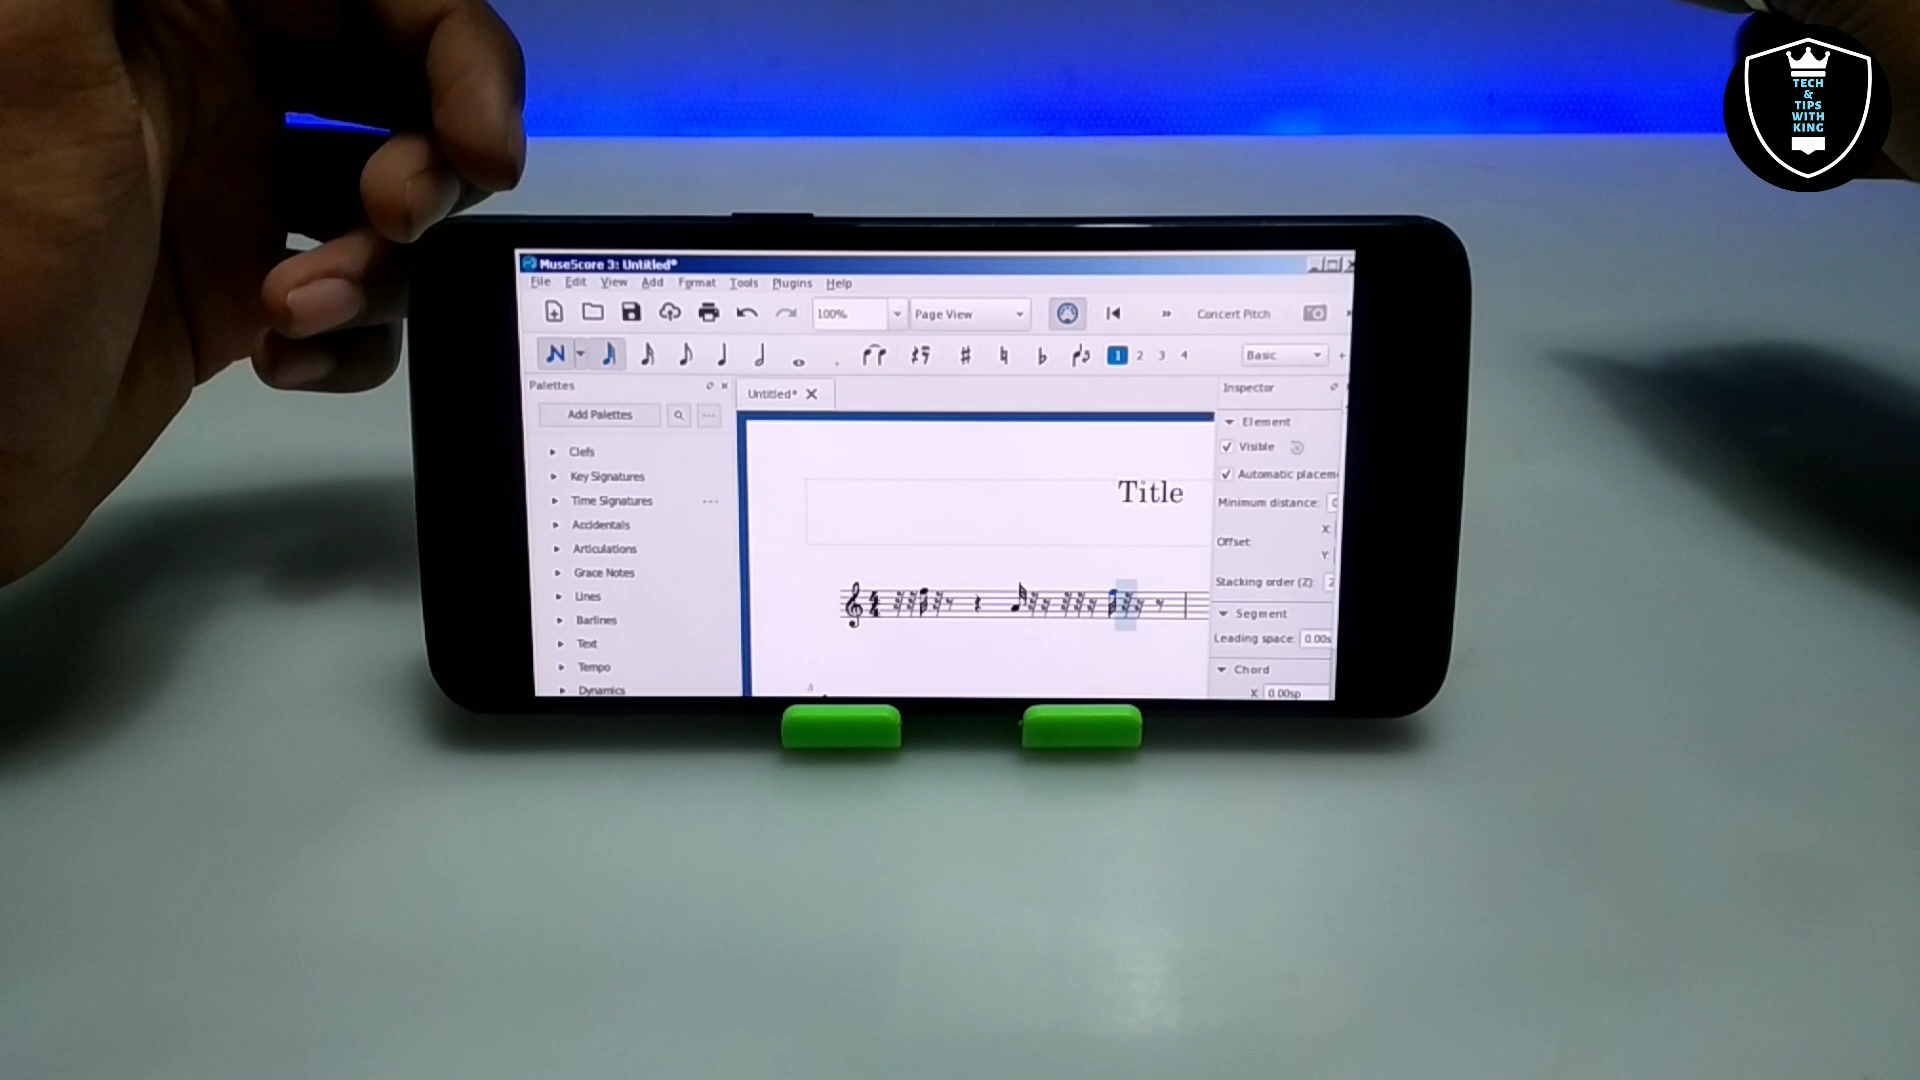 TECH
&
TIPS
WITH
KING
MuseScore 3: Untitled*
File Edit View Add Format Tools Plugins Help
100% Page View Concert Pitch
1 2 3 4 Basic
Palettes
Add Palettes
Clefs
Key Signatures
Time Signatures
Accidentals
Articulations
Grace Notes
Lines
Barlines
Text
Tempo
Dynamics
Untitled*
Title
Inspector
Element
Visible
Automatic placem
Minimum distance:
X:
Offset:
Y:
Stacking order (Z): 2
Segment
Leading space: 0.00s
Chord
X: 0.00sp